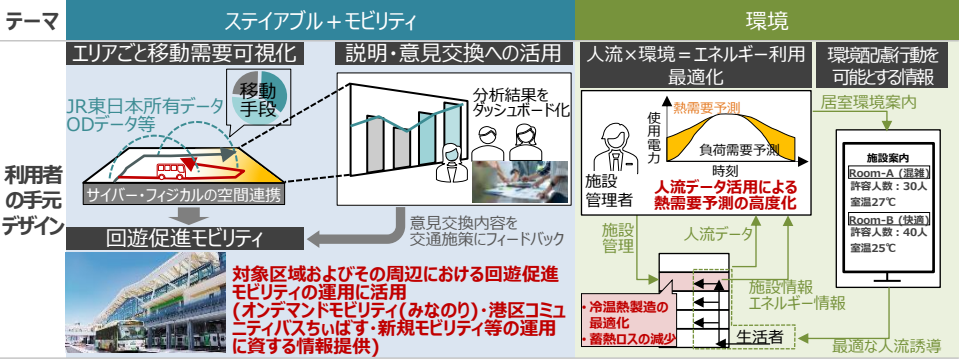 テーマ
ステイアブル＋モビリティ
環境
利用者
の手元
デザイン
エリアごと移動需要可視化
移動
手段
JR東日本所有データ
ODデータ等
サイバー・フィジカルの空間連携
説明・意見交換への活用
分析結果を
ダッシュボード化
意見交換内容を
交通施策にフィードバック
回遊促進モビリティ
対象区域およびその周辺における回遊促進
モビリティの運用に活用
(オンデマンドモビリティ(みなのり)・港区コミュ
ニティバスちぃばす・新規モビリティ等の運用
に資する情報提供)
人流×環境＝エネルギー利用
最適化
熱需要予測
使用電力
負荷需要予測
時刻
施設
管理者
人流データ活用による
熱需要予測の高度化
施設
管理
人流データ
・冷温熱製造の
最適化
・蓄熱ロスの減少
生活者
施設情報
エネルギー情報
環境配慮行動を
可能とする情報
居室環境案内
施設案内
Room-A（混雑）
許容人数：30人
室温27℃
Room-B（快適）
許容人数：40人
室温25℃
最適な人流誘導